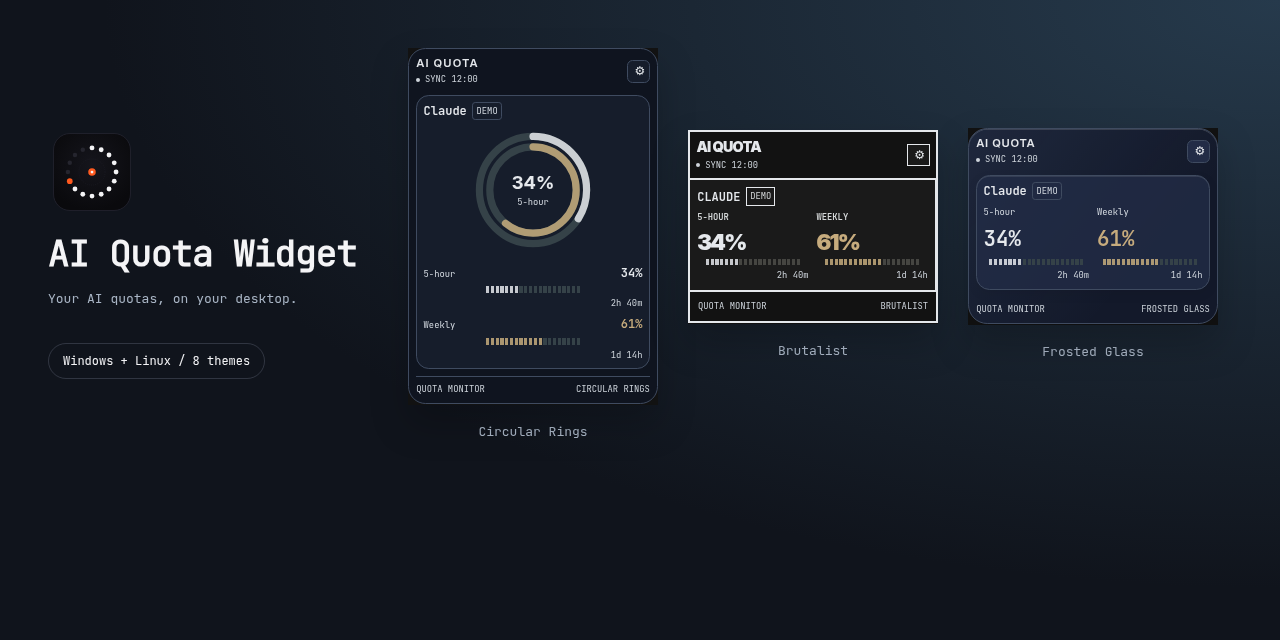 AI Quota Widget
Your AI quotas, on your desktop.
Windows + Linux / 8 themes
AI QUOTA
SYNC 12:00
Claude DEMO
34%
5-hour
5-hour 34%
2h 40m
Weekly 61%
1d 14h
QUOTA MONITOR CIRCULAR RINGS
Circular Rings
AI QUOTA
SYNC 12:00
CLAUDE DEMO
5-HOUR WEEKLY
34% 61%
2h 40m 1d 14h
QUOTA MONITOR BRUTALIST
Brutalist
AI QUOTA
SYNC 12:00
Claude DEMO
5-hour Weekly
34% 61%
2h 40m 1d 14h
QUOTA MONITOR FROSTED GLASS
Frosted Glass